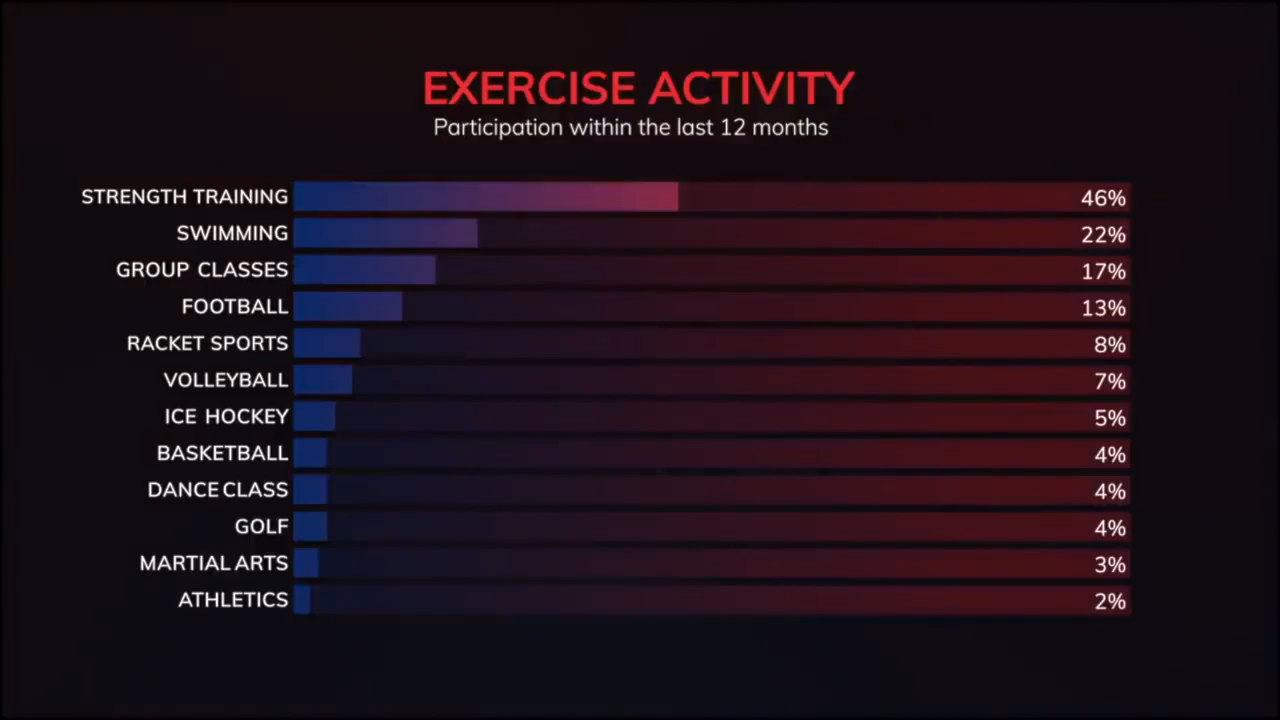 EXERCISE ACTIVITY
Participation within the last 12 months
STRENGTH TRAINING 46%
SWIMMING 22%
GROUP CLASSES 17%
FOOTBALL 13%
RACKET SPORTS 8%
VOLLEYBALL 7%
ICE HOCKEY 5%
BASKETBALL 4%
DANCE CLASS 4%
GOLF 4%
MARTIAL ARTS 3%
ATHLETICS 2%